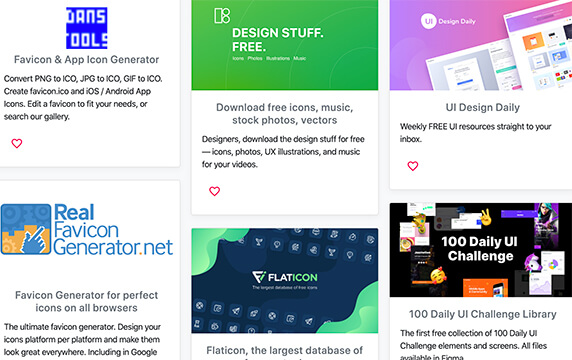 DANS
TOOLS
Favicon & App Icon Generator
Convert PNG to ICO, JPG to ICO, GIF to ICO.
Create favicon.ico and iOS / Android App
Icons. Edit a favicon to fit your needs, or
search our gallery.
Real
Favicon
Generator.net
Favicon Generator for perfect
icons on all browsers
The ultimate favicon generator. Design your
icons platform per platform and make them
look great everywhere. Including in Google
DESIGN STUFF.
FREE.
Icons Photos Illustrations Music
Download free icons, music,
stock photos, vectors
Designers, download the design stuff for free
— icons, photos, UX illustrations, and music
for your videos.
FLATICON
The largest database of free icons
Flaticon, the largest database of
UI Design Daily
UI Design Daily
Weekly FREE UI resources straight to your
inbox.
100 Daily UI
Challenge
100 Daily UI Challenge Library
The first free collection of 100 Daily UI
Challenge elements and screens. All files
available in Figma